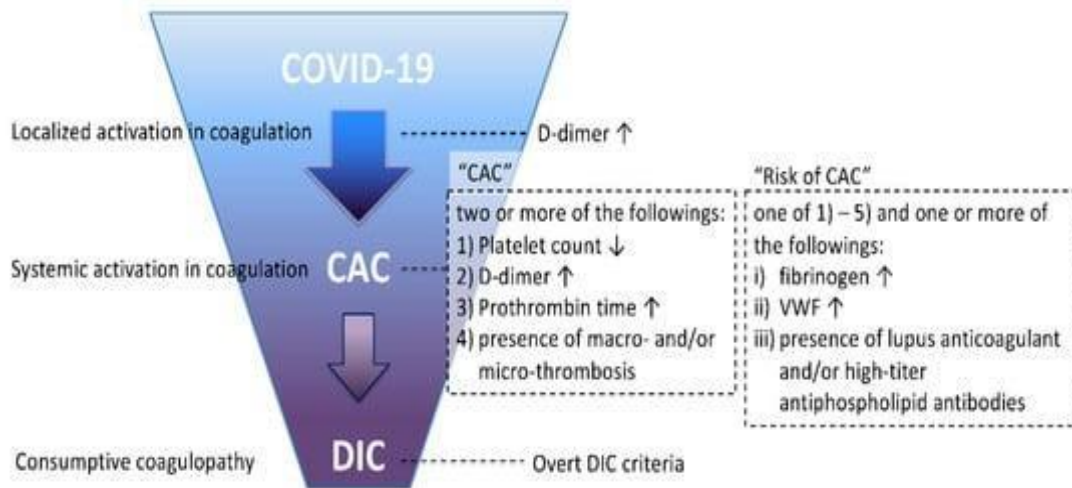 COVID-19
Localized activation in coagulation
D-dimer ↑
"CAC"
two or more of the followings:
1) Platelet count ↓
2) D-dimer ↑
3) Prothrombin time ↑
4) presence of macro- and/or
micro-thrombosis
"Risk of CAC"
one of 1) – 5) and one or more of
the followings:
i) fibrinogen ↑
ii) VWF ↑
iii) presence of lupus anticoagulant
and/or high-titer
antiphospholipid antibodies
Systemic activation in coagulation
CAC
Consumptive coagulopathy
DIC
Overt DIC criteria